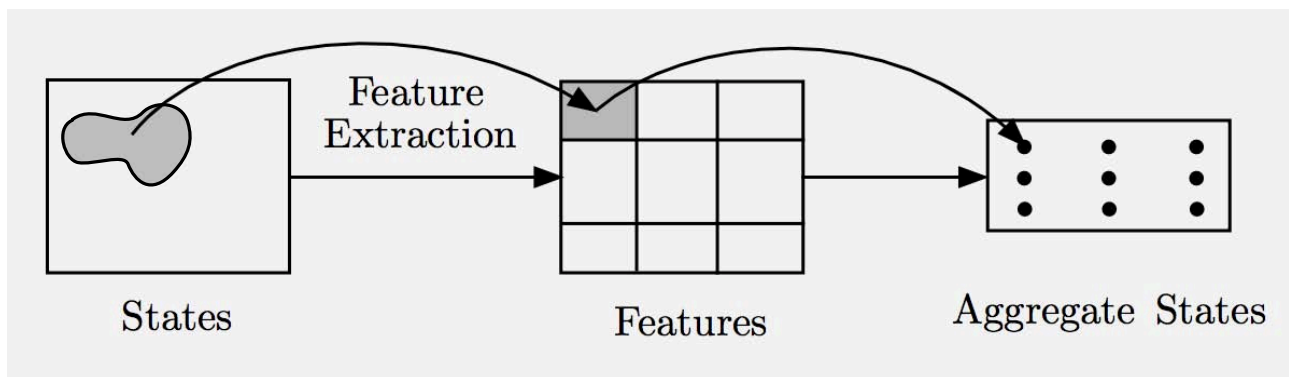 Feature
Extraction
States
Features
Aggregate States